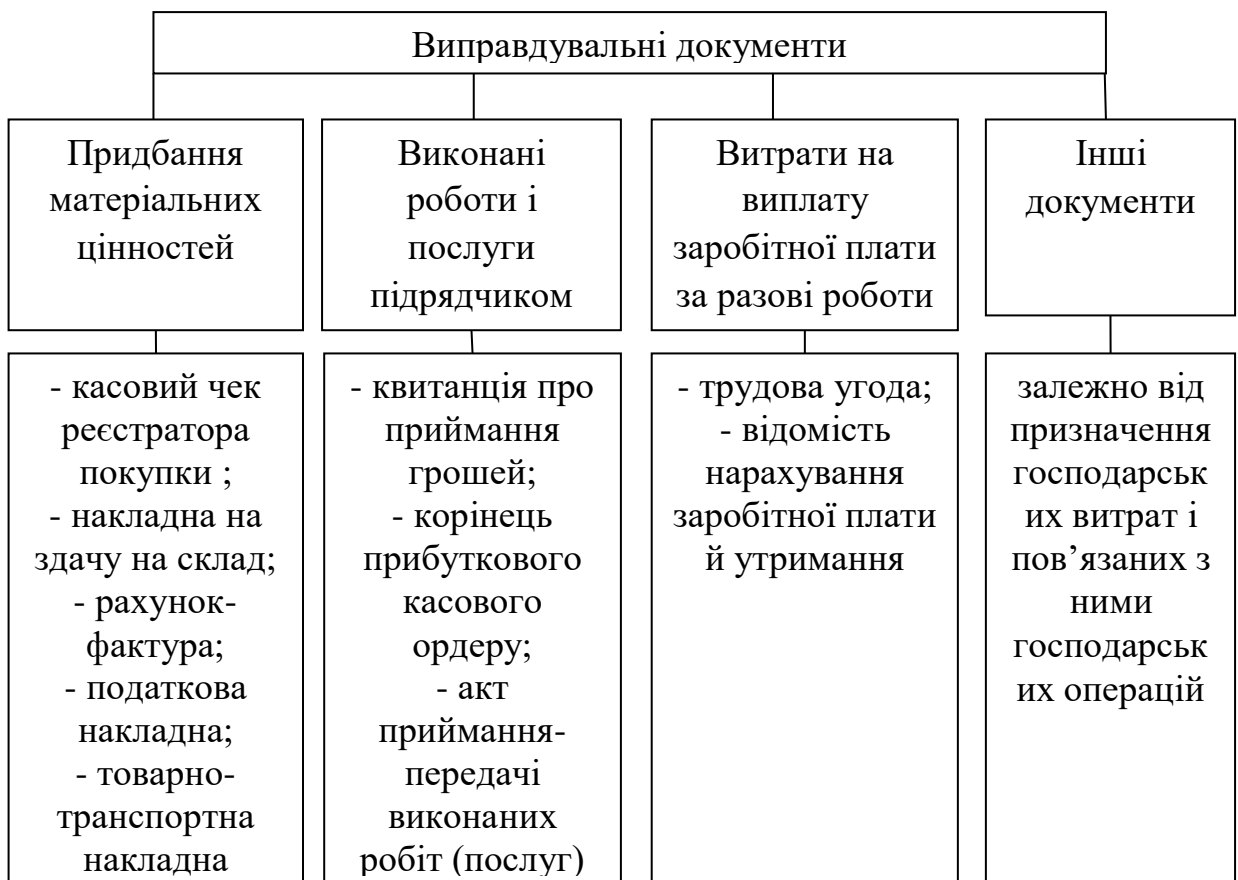 Виправдувальні документи
Придбання
матеріальних
цінностей
Виконані
роботи і
послуги
підрядчиком
Витрати на
виплату
заробітної плати
за разові роботи
Інші
документи
- касовий чек
реєстратора
покупки ;
- накладна на
здачу на склад;
- рахунок-
фактура;
- податкова
накладна;
- товарно-
транспортна
накладна
- квитанція про
приймання
грошей;
- корінець
прибуткового
касового
ордеру;
- акт
приймання-
передачі
виконаних
робіт (послуг)
- трудова угода;
- відомість
нарахування
заробітної плати
й утримання
залежно від
призначення
господарськ
их витрат і
пов’язаних з
ними
господарськ
их операцій